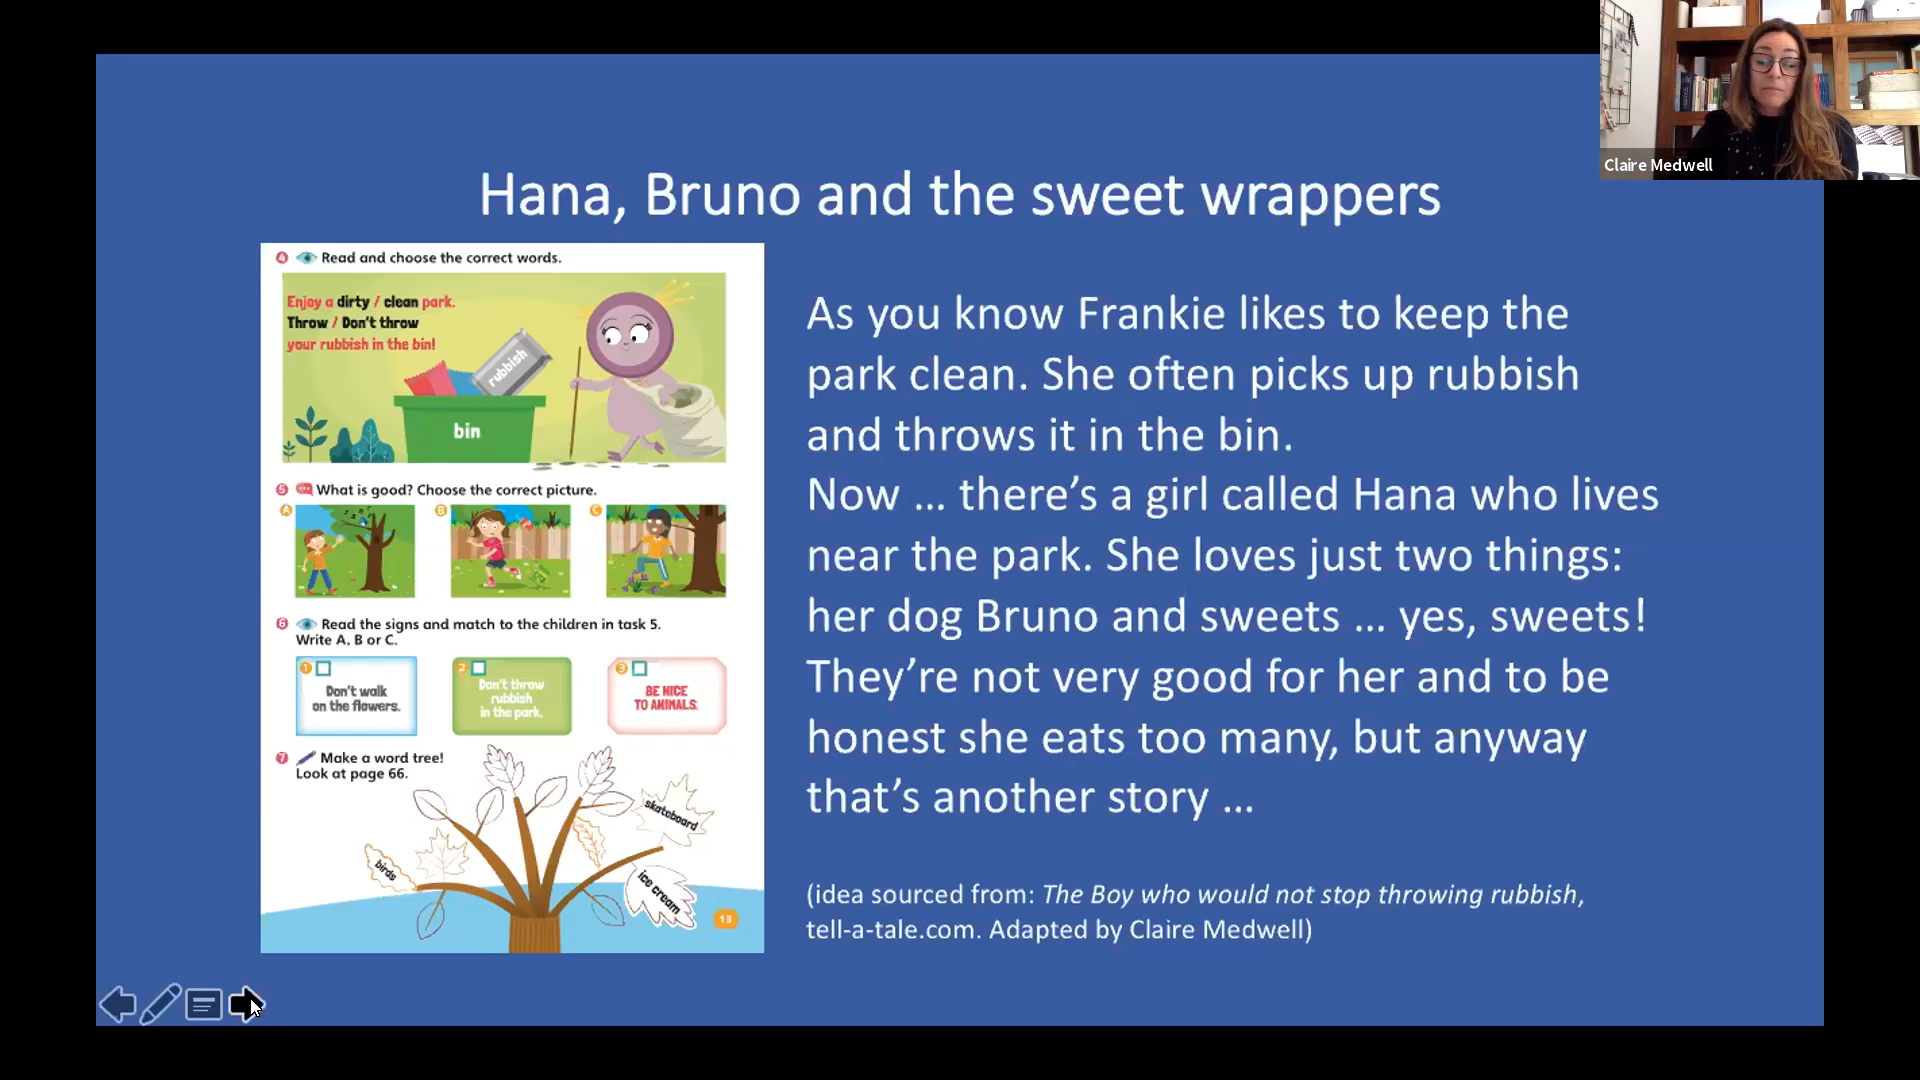 Claire Medwell
Hana, Bruno and the sweet wrappers
4 Read and choose the correct words.
Enjoy a dirty / clean park.
Throw / Don't throw
your rubbish in the bin!
rubbish
bin
5 What is good? Choose the correct picture.
A B C
6 Read the signs and match to the children in task 5.
Write A, B or C.
1
Don't walk
on the flowers.
2
Don't throw
rubbish
in the park.
3
BE NICE
TO ANIMALS.
7 Make a word tree!
Look at page 66.
skateboard
birds
ice cream
13
As you know Frankie likes to keep the
park clean. She often picks up rubbish
and throws it in the bin.
Now … there’s a girl called Hana who lives
near the park. She loves just two things:
her dog Bruno and sweets … yes, sweets!
They’re not very good for her and to be
honest she eats too many, but anyway
that’s another story …
(idea sourced from: The Boy who would not stop throwing rubbish,
tell-a-tale.com. Adapted by Claire Medwell)